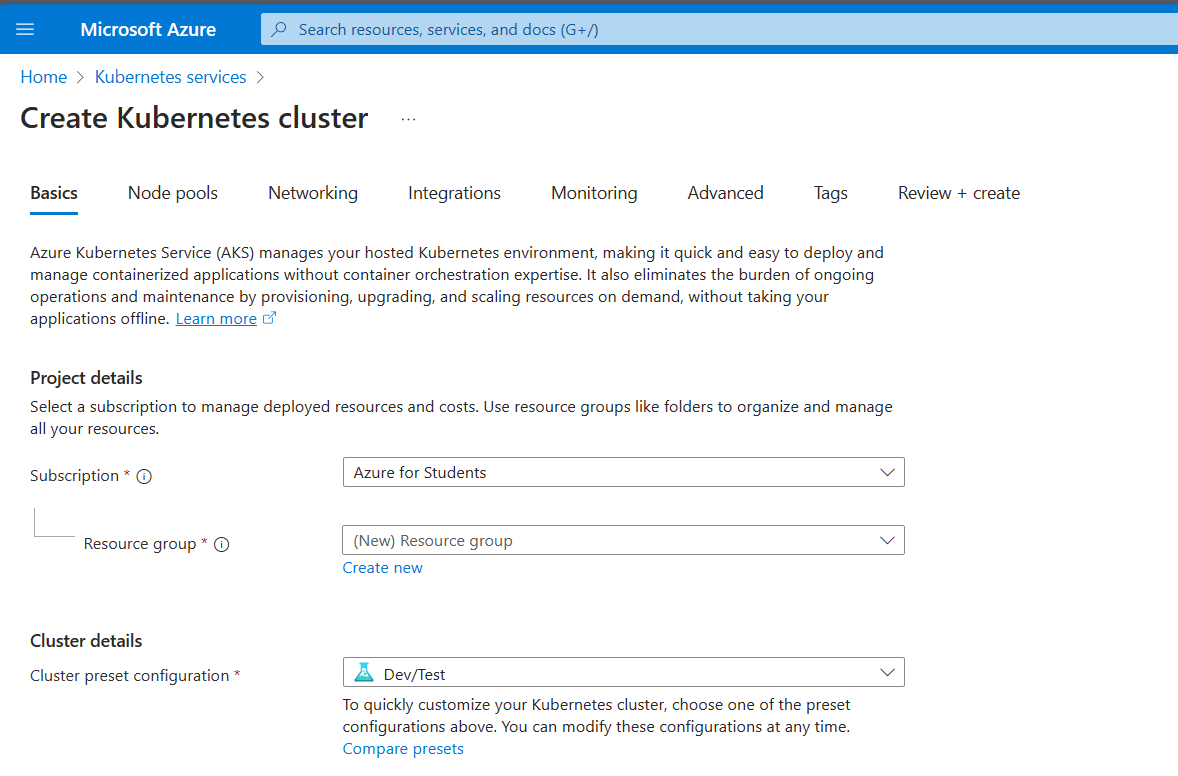 Microsoft Azure
Search resources, services, and docs (G+/)
Home > Kubernetes services >
Create Kubernetes cluster ...
Basics Node pools Networking Integrations Monitoring Advanced Tags Review + create
Azure Kubernetes Service (AKS) manages your hosted Kubernetes environment, making it quick and easy to deploy and
manage containerized applications without container orchestration expertise. It also eliminates the burden of ongoing
operations and maintenance by provisioning, upgrading, and scaling resources on demand, without taking your
applications offline. Learn more
Project details
Select a subscription to manage deployed resources and costs. Use resource groups like folders to organize and manage
all your resources.
Subscription * Azure for Students
Resource group * (New) Resource group
Create new
Cluster details
Cluster preset configuration * Dev/Test
To quickly customize your Kubernetes cluster, choose one of the preset
configurations above. You can modify these configurations at any time.
Compare presets